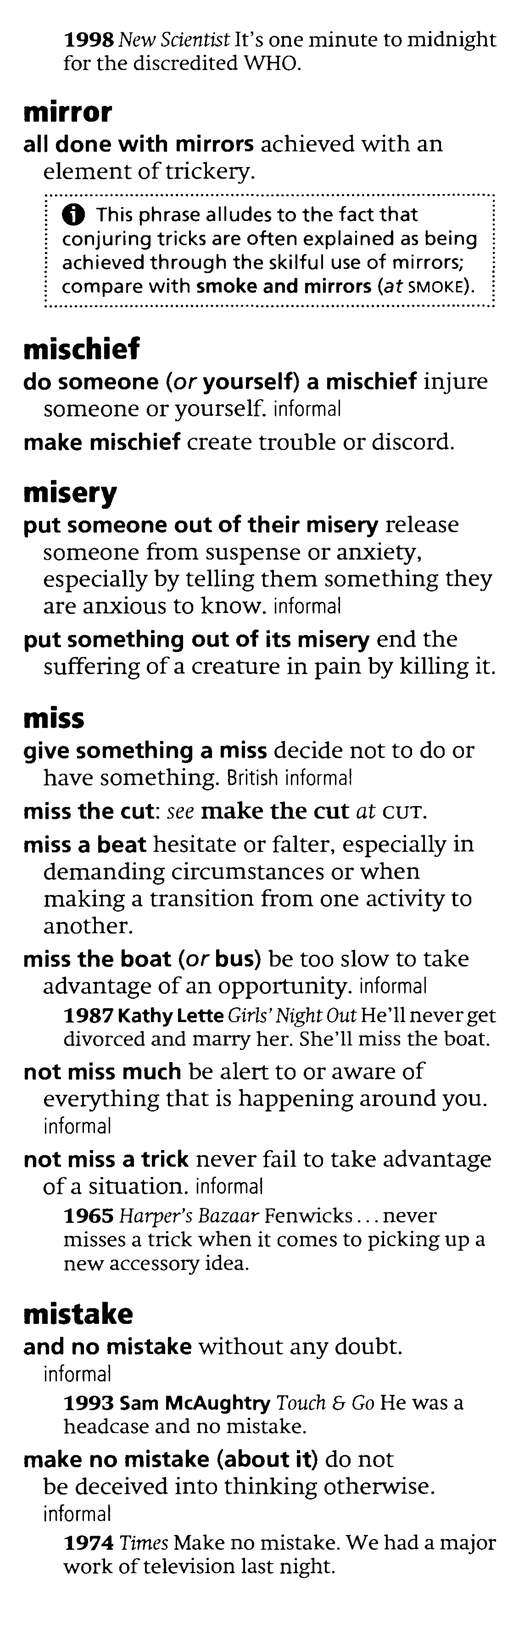 1998 New Scientist It's one minute to midnight
for the discredited WHO.
mirror
all done with mirrors achieved with an
element of trickery.
This phrase alludes to the fact that
conjuring tricks are often explained as being
achieved through the skilful use of mirrors;
compare with smoke and mirrors (at SMOKE).
mischief
do someone (or yourself) a mischief injure
someone or yourself. informal
make mischief create trouble or discord.
misery
put someone out of their misery release
someone from suspense or anxiety,
especially by telling them something they
are anxious to know. informal
put something out of its misery end the
suffering of a creature in pain by killing it.
miss
give something a miss decide not to do or
have something. British informal
miss the cut: see make the cut at CUT.
miss a beat hesitate or falter, especially in
demanding circumstances or when
making a transition from one activity to
another.
miss the boat (or bus) be too slow to take
advantage of an opportunity. informal
1987 Kathy Lette Girls' Night Out He'll never get
divorced and marry her. She'll miss the boat.
not miss much be alert to or aware of
everything that is happening around you.
informal
not miss a trick never fail to take advantage
of a situation. informal
1965 Harper's Bazaar Fenwicks ... never
misses a trick when it comes to picking up a
new accessory idea.
mistake
and no mistake without any doubt.
informal
1993 Sam McAughtry Touch & Go He was a
headcase and no mistake.
make no mistake (about it) do not
be deceived into thinking otherwise.
informal
1974 Times Make no mistake. We had a major
work of television last night.